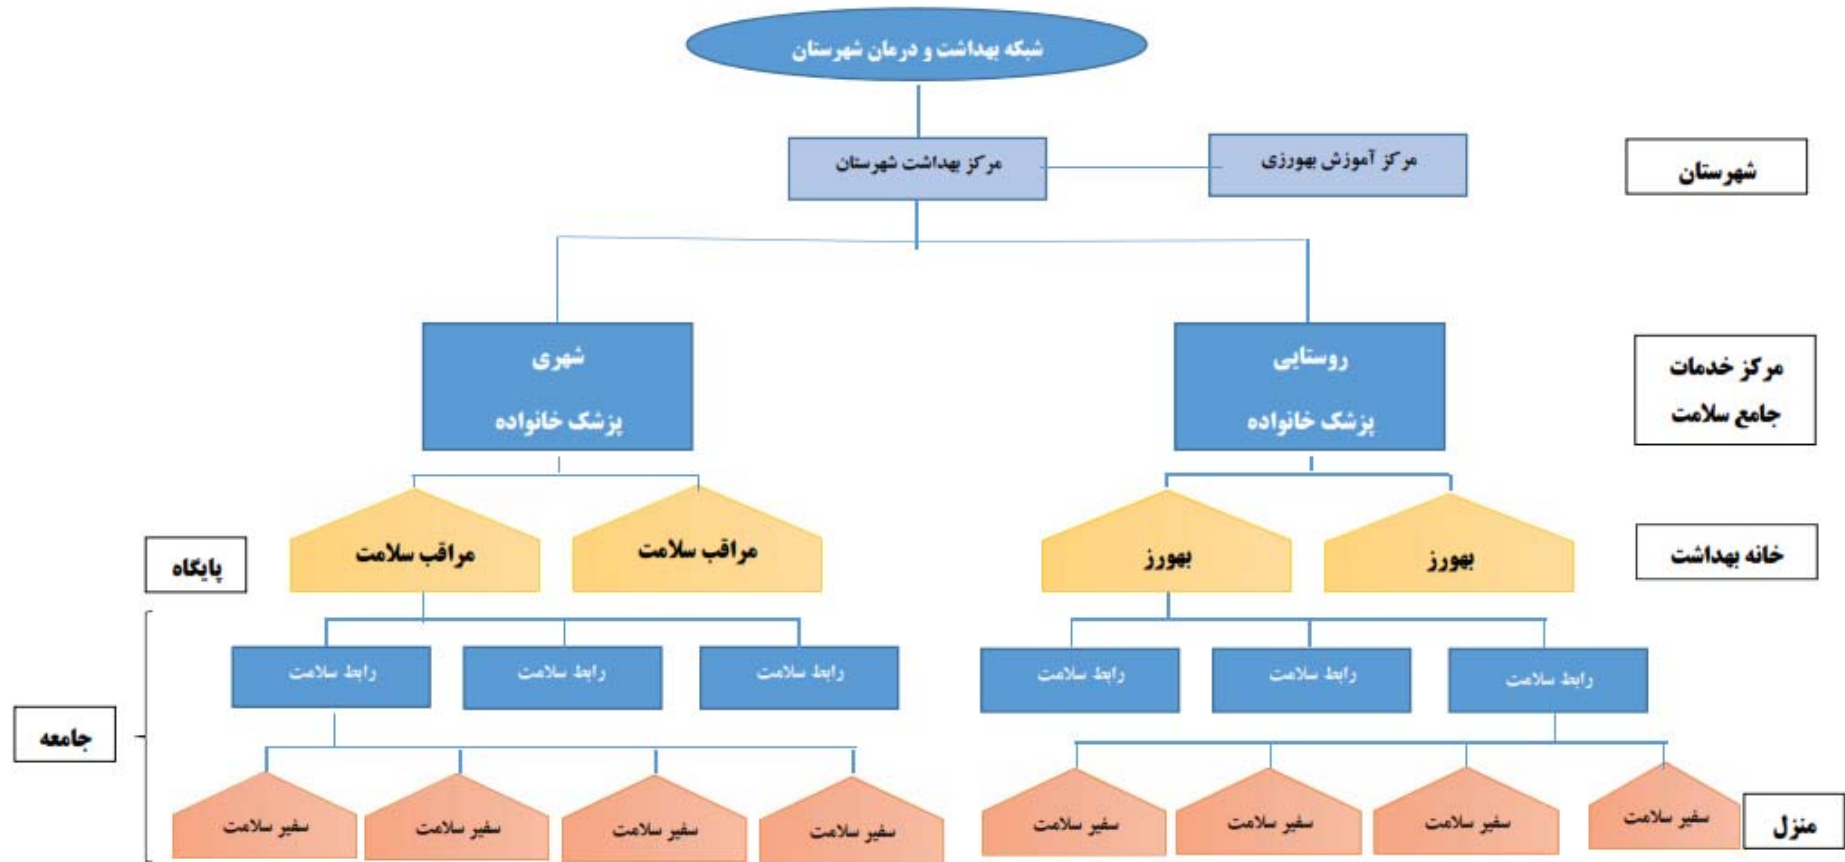 شبکه بهداشت و درمان شهرستان
مرکز آموزش بهورزی
مرکز بهداشت شهرستان
شهرستان
روستایی
پزشک خانواده
شهری
پزشک خانواده
مرکز خدمات
جامع سلامت
خانه بهداشت
بهورز
بهورز
مراقب سلامت
مراقب سلامت
پایگاه
رابط سلامت
رابط سلامت
رابط سلامت
رابط سلامت
رابط سلامت
رابط سلامت
جامعه
منزل
سفیر سلامت
سفیر سلامت
سفیر سلامت
سفیر سلامت
سفیر سلامت
سفیر سلامت
سفیر سلامت
سفیر سلامت